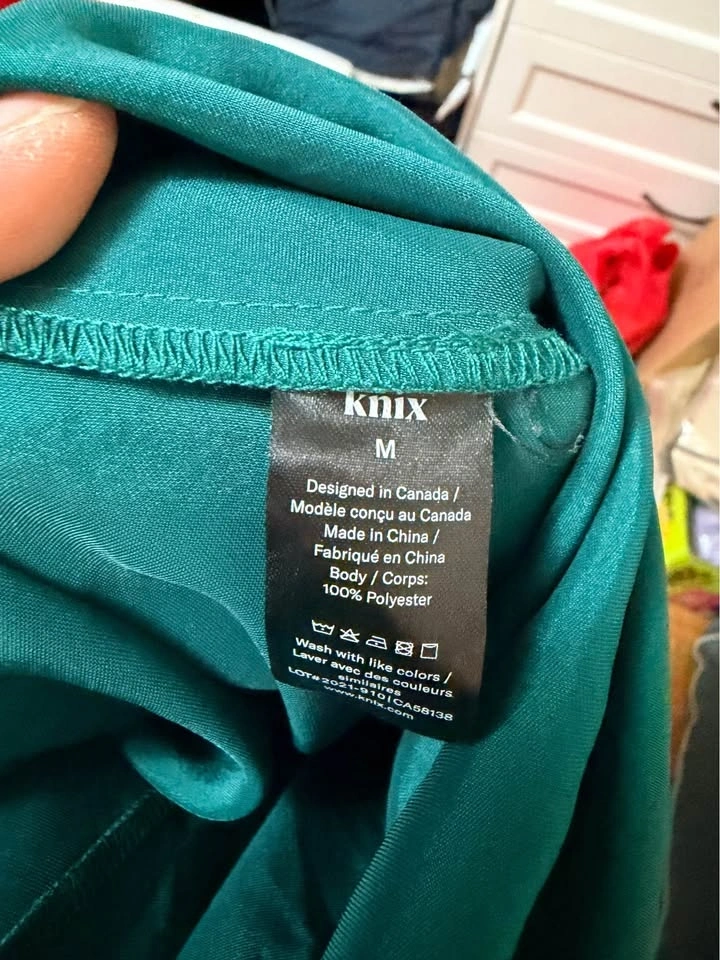 knix
M
Designed in Canada /
Modèle conçu au Canada
Made in China /
Fabriqué en China
Body / Corps:
100% Polyester
Wash with like colors /
Laver avec des couleurs
similaires
LOT# 2021-910|CA58138
www.knix.com